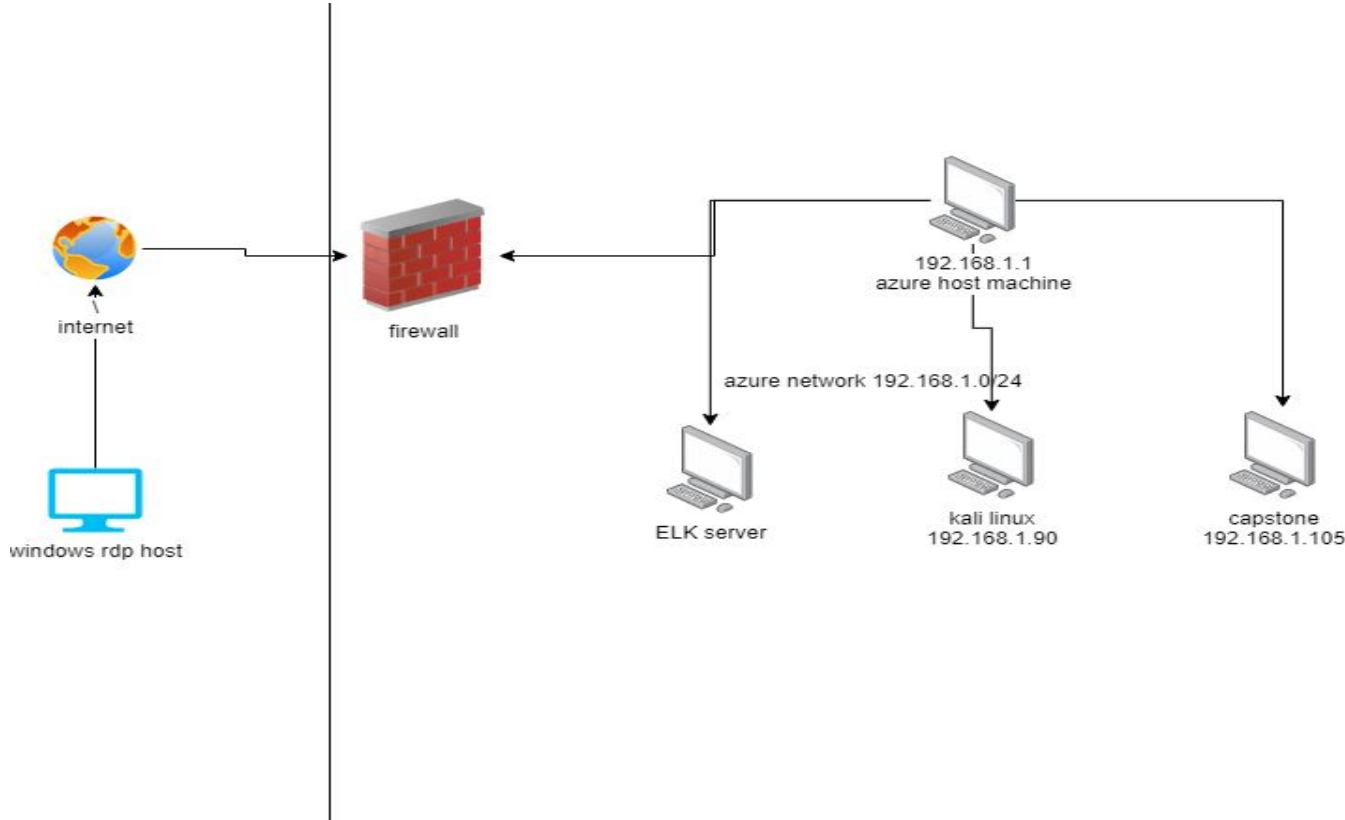 192.168.1.1
azure host machine
internet
firewall
azure network 192.168.1.0/24
windows rdp host
ELK server
kali linux
192.168.1.90
capstone
192.168.1.105